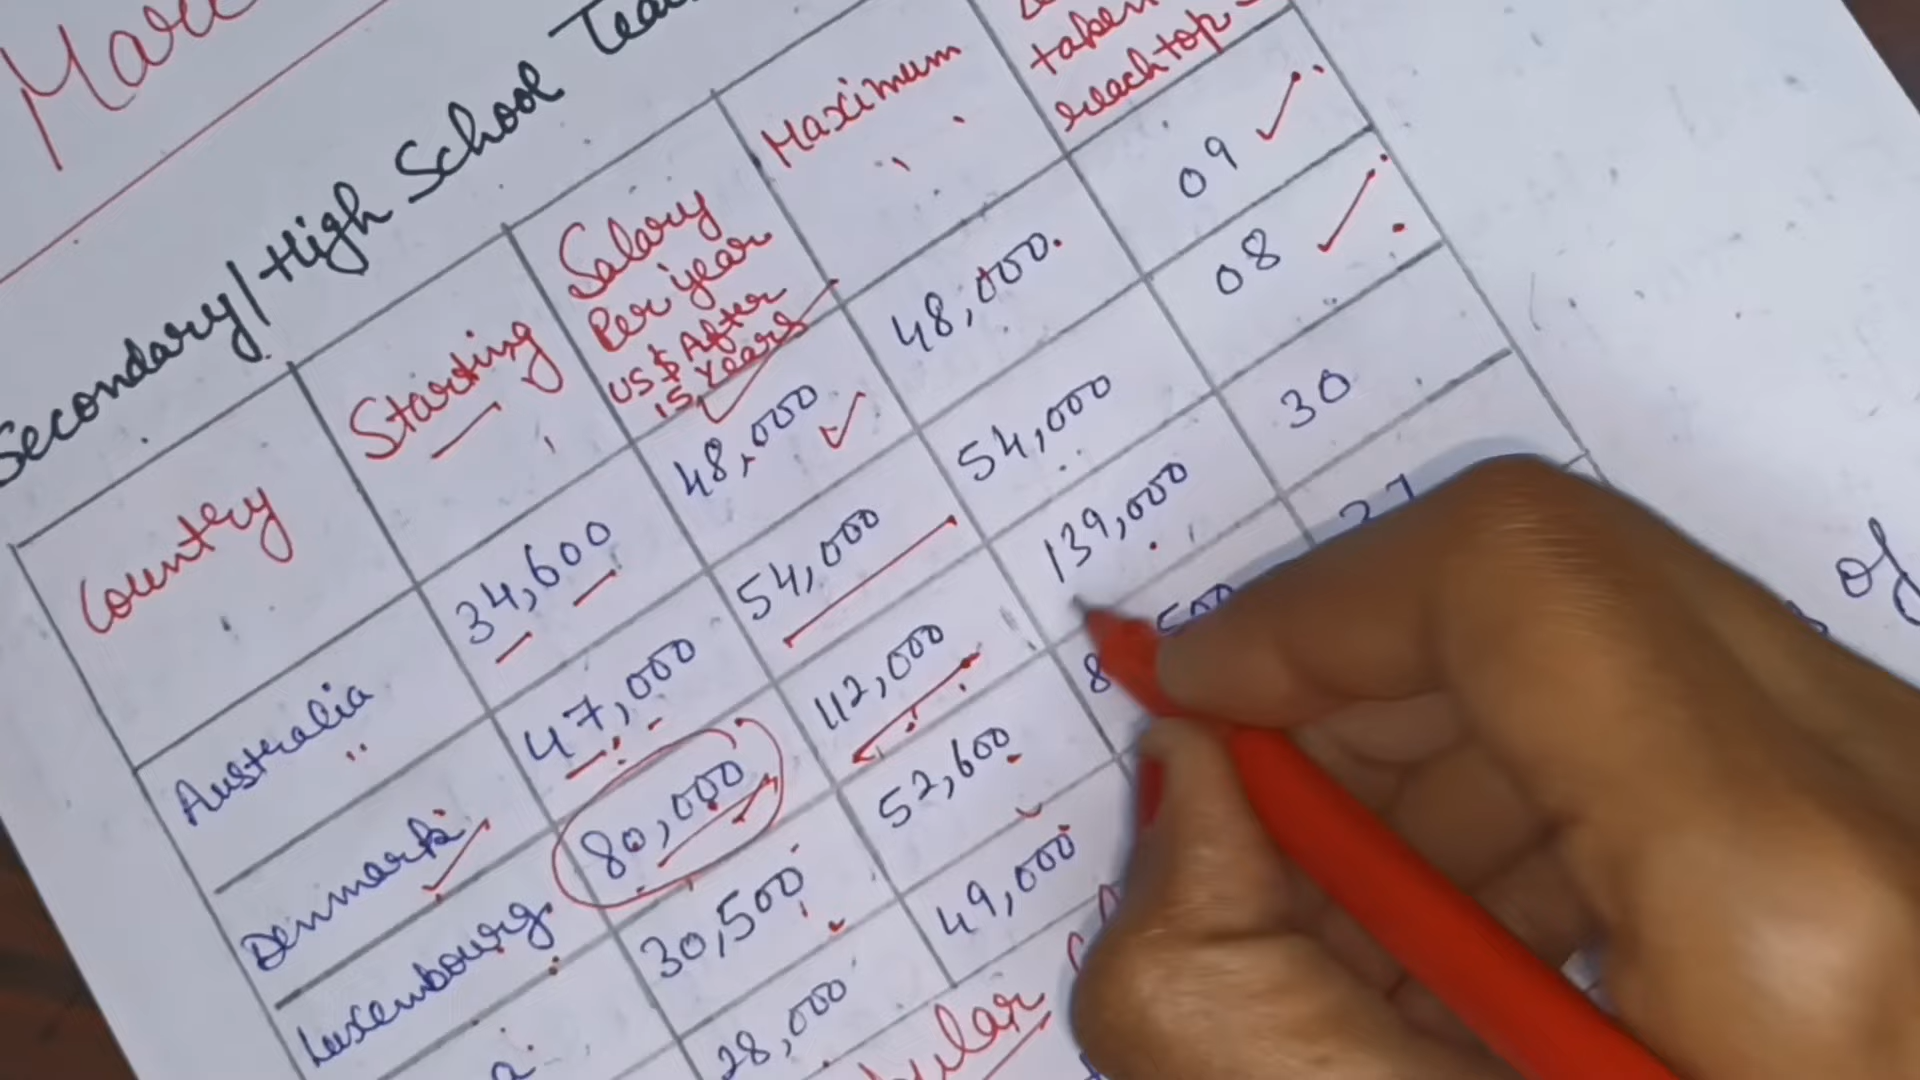 Secondary/High School
Country
Starting
Salary
Per year
US $ After
15 Years
Maximum
taken
reach top
Australia
34,600
48,000
48,000
09
Denmark
47,000
54,000
54,000
08
Luxembourg
80,000
112,000
139,000
30
30,500
52,600
28,000
49,000
of